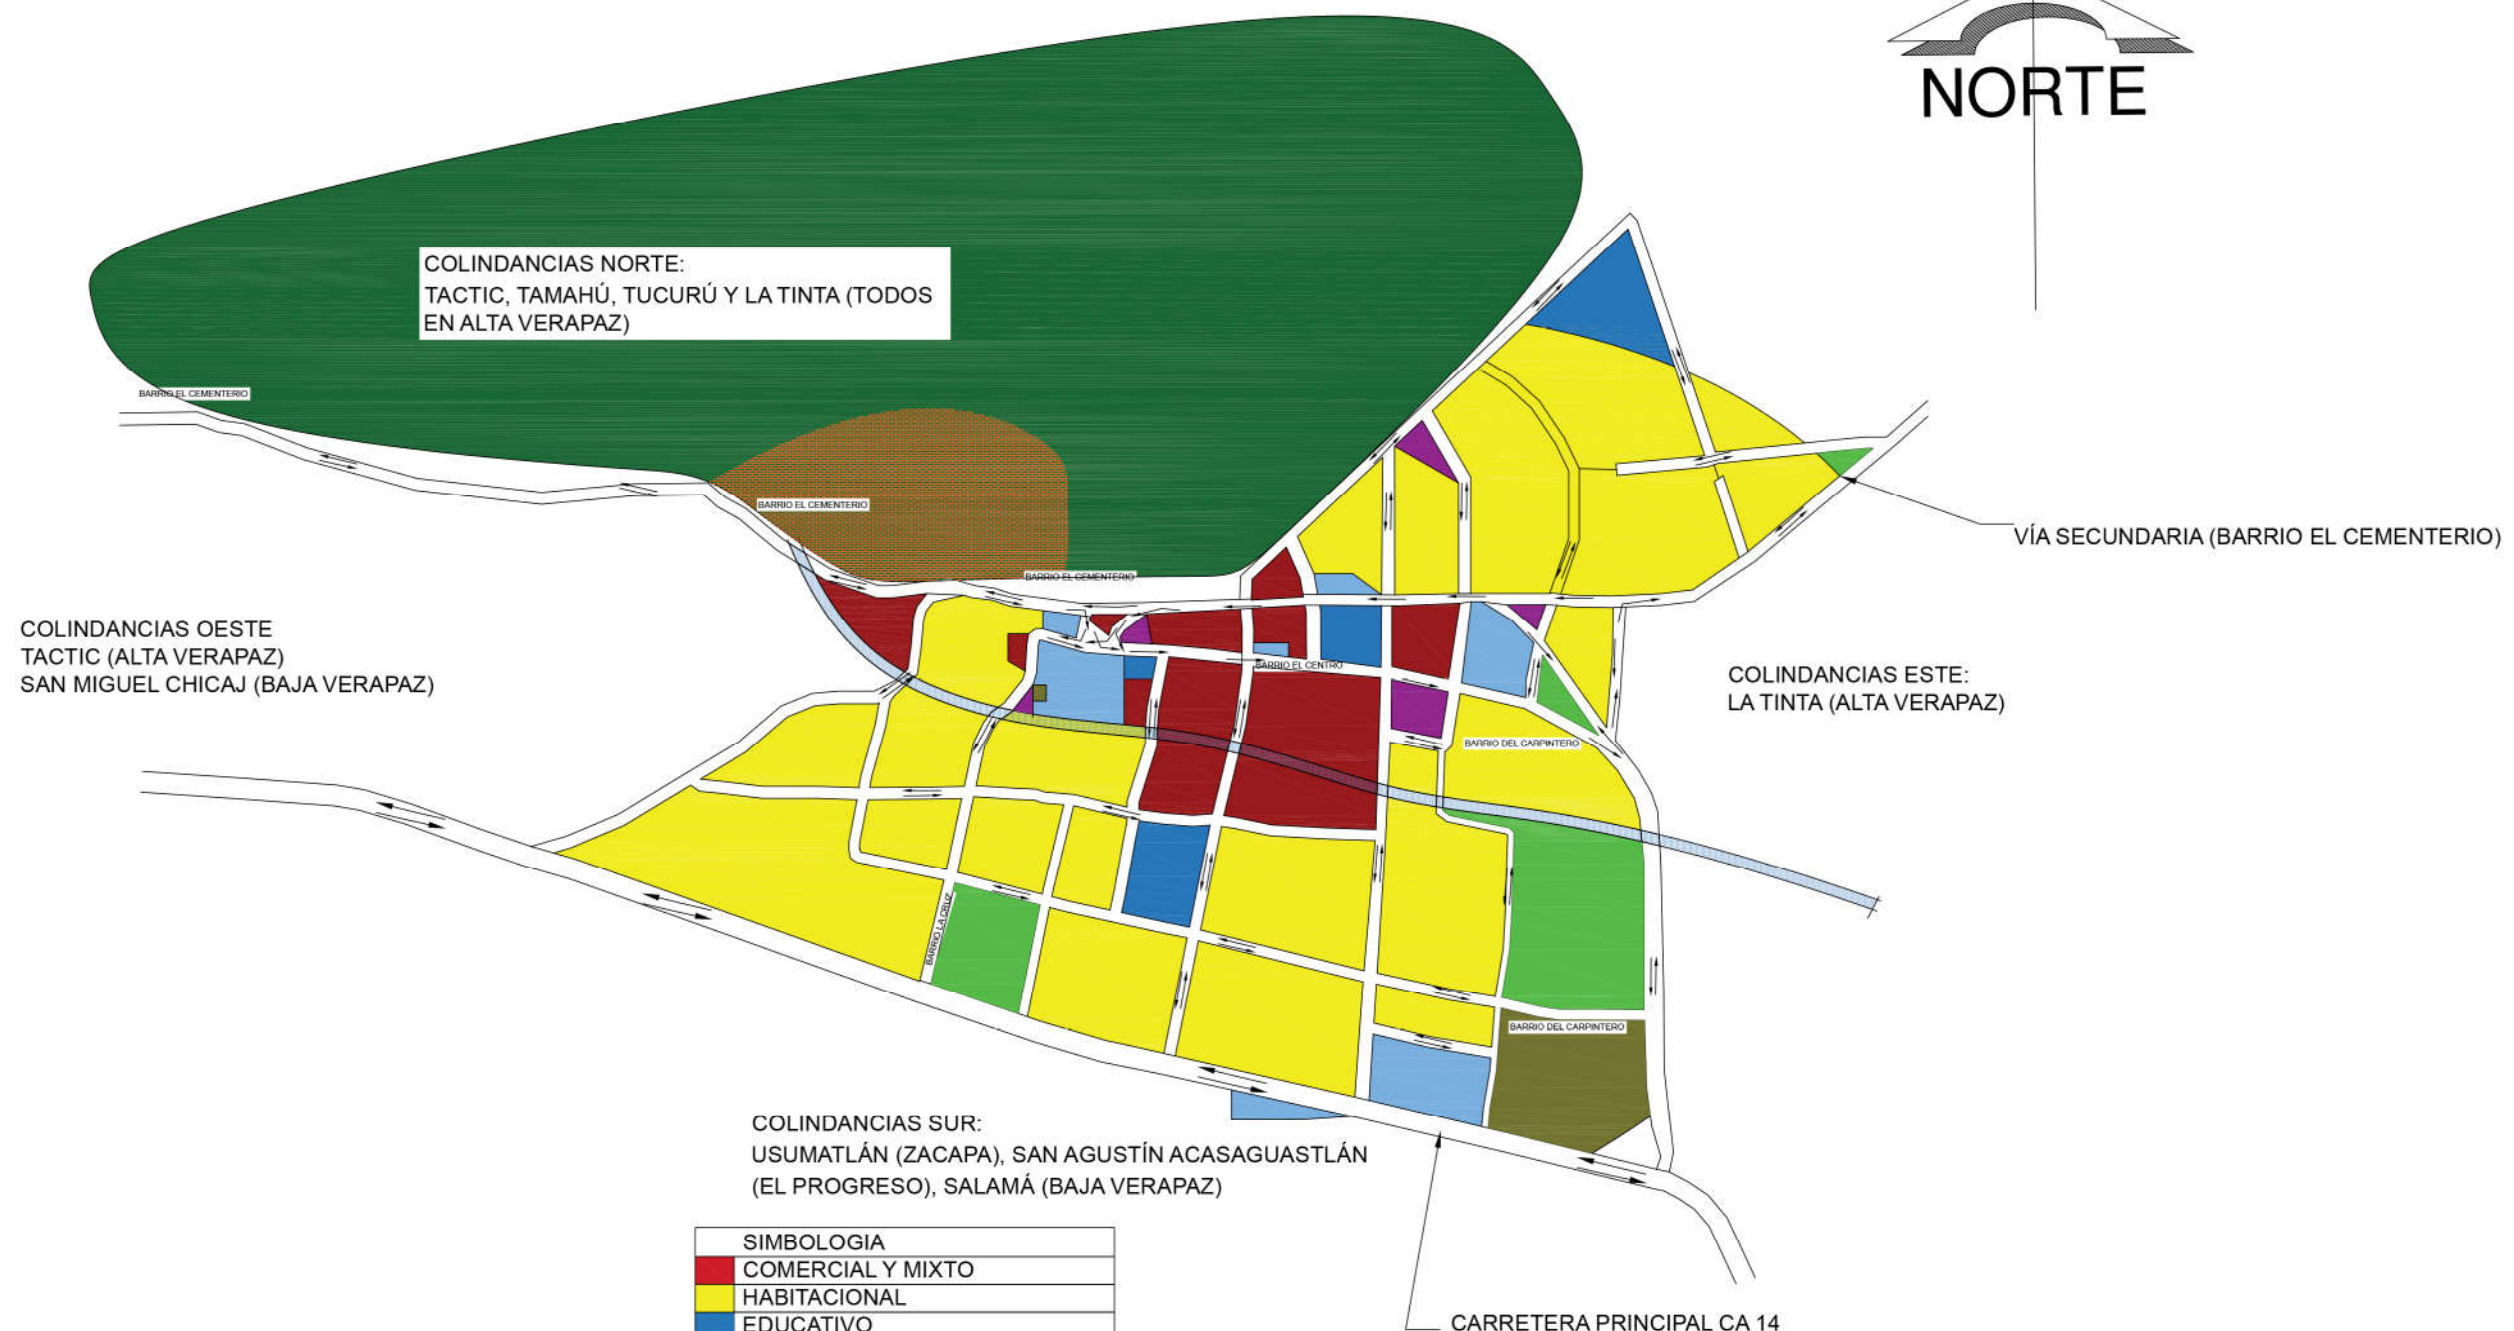 NORTE
COLINDANCIAS NORTE:
TACTIC, TAMAHÚ, TUCURÚ Y LA TINTA (TODOS
EN ALTA VERAPAZ)
BARRIO EL CEMENTERIO
BARRIO EL CEMENTERIO
VÍA SECUNDARIA (BARRIO EL CEMENTERIO)
BARRIO EL CEMENTERIO
COLINDANCIAS OESTE
TACTIC (ALTA VERAPAZ)
SAN MIGUEL CHICAJ (BAJA VERAPAZ)
BARRIO EL CENTRO
COLINDANCIAS ESTE:
LA TINTA (ALTA VERAPAZ)
BARRIO DEL CARPINTERO
BARRIO LA CRUZ
BARRIO DEL CARPINTERO
COLINDANCIAS SUR:
USUMATLÁN (ZACAPA), SAN AGUSTÍN ACASAGUASTLÁN
(EL PROGRESO), SALAMÁ (BAJA VERAPAZ)
SIMBOLOGIA
COMERCIAL Y MIXTO
HABITACIONAL
EDUCATIVO
CARRETERA PRINCIPAL CA 14